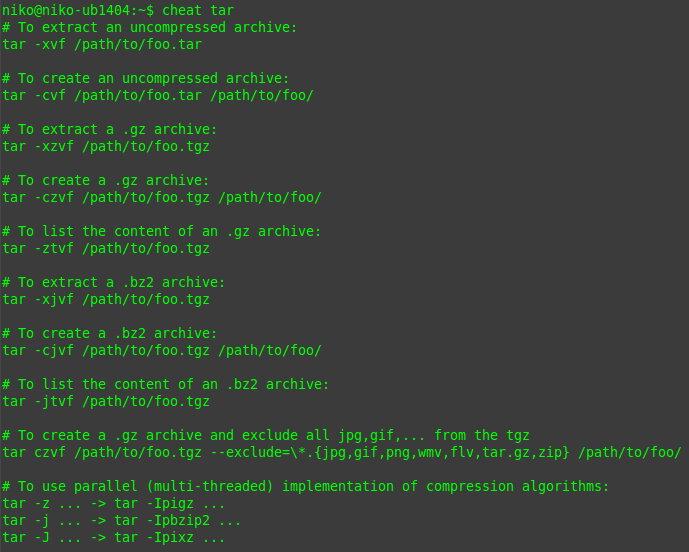 niko@niko-ub1404:~$ cheat tar
# To extract an uncompressed archive:
tar -xvf /path/to/foo.tar

# To create an uncompressed archive:
tar -cvf /path/to/foo.tar /path/to/foo/

# To extract a .gz archive:
tar -xzvf /path/to/foo.tgz

# To create a .gz archive:
tar -czvf /path/to/foo.tgz /path/to/foo/

# To list the content of an .gz archive:
tar -ztvf /path/to/foo.tgz

# To extract a .bz2 archive:
tar -xjvf /path/to/foo.tgz

# To create a .bz2 archive:
tar -cjvf /path/to/foo.tgz /path/to/foo/

# To list the content of an .bz2 archive:
tar -jtvf /path/to/foo.tgz

# To create a .gz archive and exclude all jpg,gif,... from the tgz
tar czvf /path/to/foo.tgz --exclude=\*.{jpg,gif,png,wmv,flv,tar.gz,zip} /path/to/foo/

# To use parallel (multi-threaded) implementation of compression algorithms:
tar -z ... -> tar -Ipigz ...
tar -j ... -> tar -Ipbzip2 ...
tar -J ... -> tar -Ipixz ...